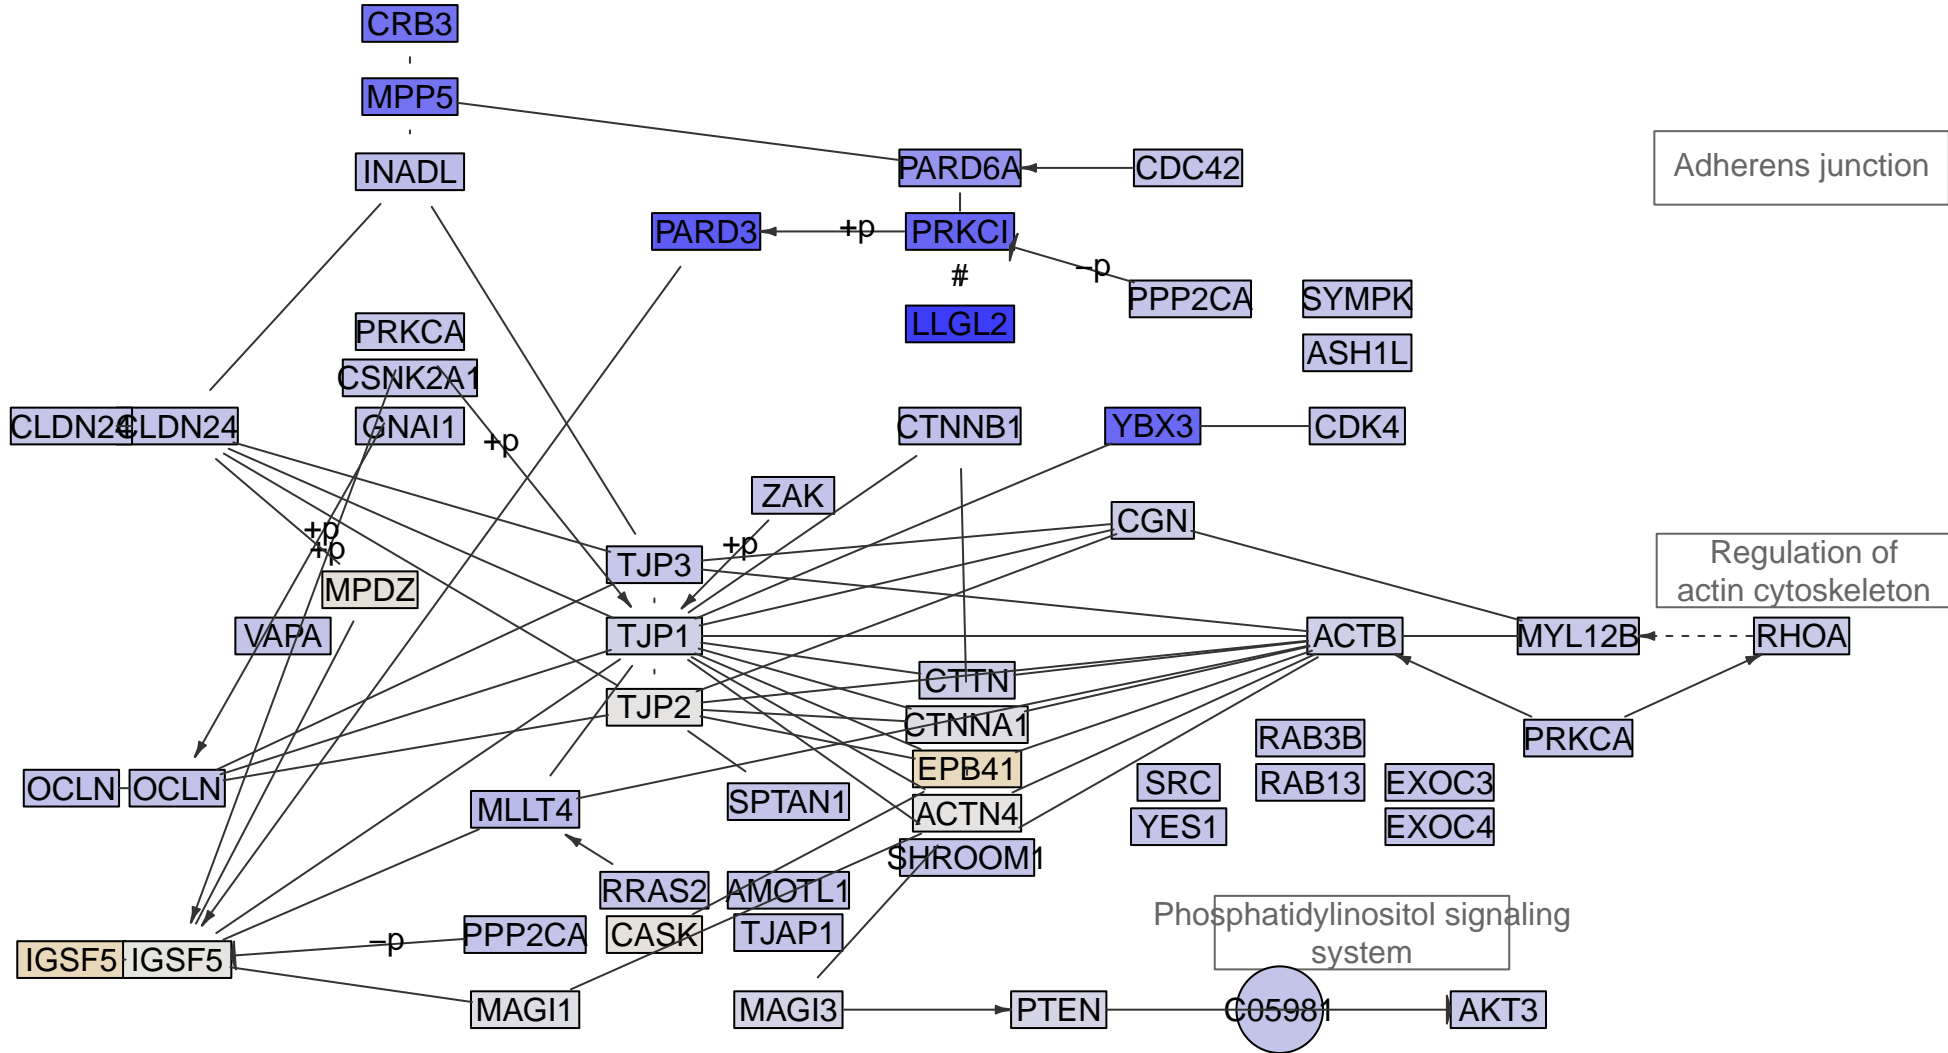 CRB3
MPP5
INADL
PARD6A
CDC42
Adherens junction
PARD3
+p
PRKCI
#
–p
PPP2CA
SYMPK
LLGL2
PRKCA
ASH1L
CSNK2A1
CLDN24
CLDN24
GNAI1
+p
CTNNB1
YBX3
CDK4
ZAK
CGN
+p
+p
+p
TJP3
MPDZ
Regulation of
actin cytoskeleton
VAPA
TJP1
ACTB
MYL12B
RHOA
CTTN
TJP2
CTNNA1
RAB3B
PRKCA
EPB41
OCLN
OCLN
SRC
RAB13
EXOC3
MLLT4
SPTAN1
ACTN4
YES1
EXOC4
SHROOM1
RRAS2
AMOTL1
PPP2CA
–p
CASK
TJAP1
Phosphatidylinositol signaling
system
IGSF5
IGSF5
MAGI1
MAGI3
PTEN
C05981
AKT3